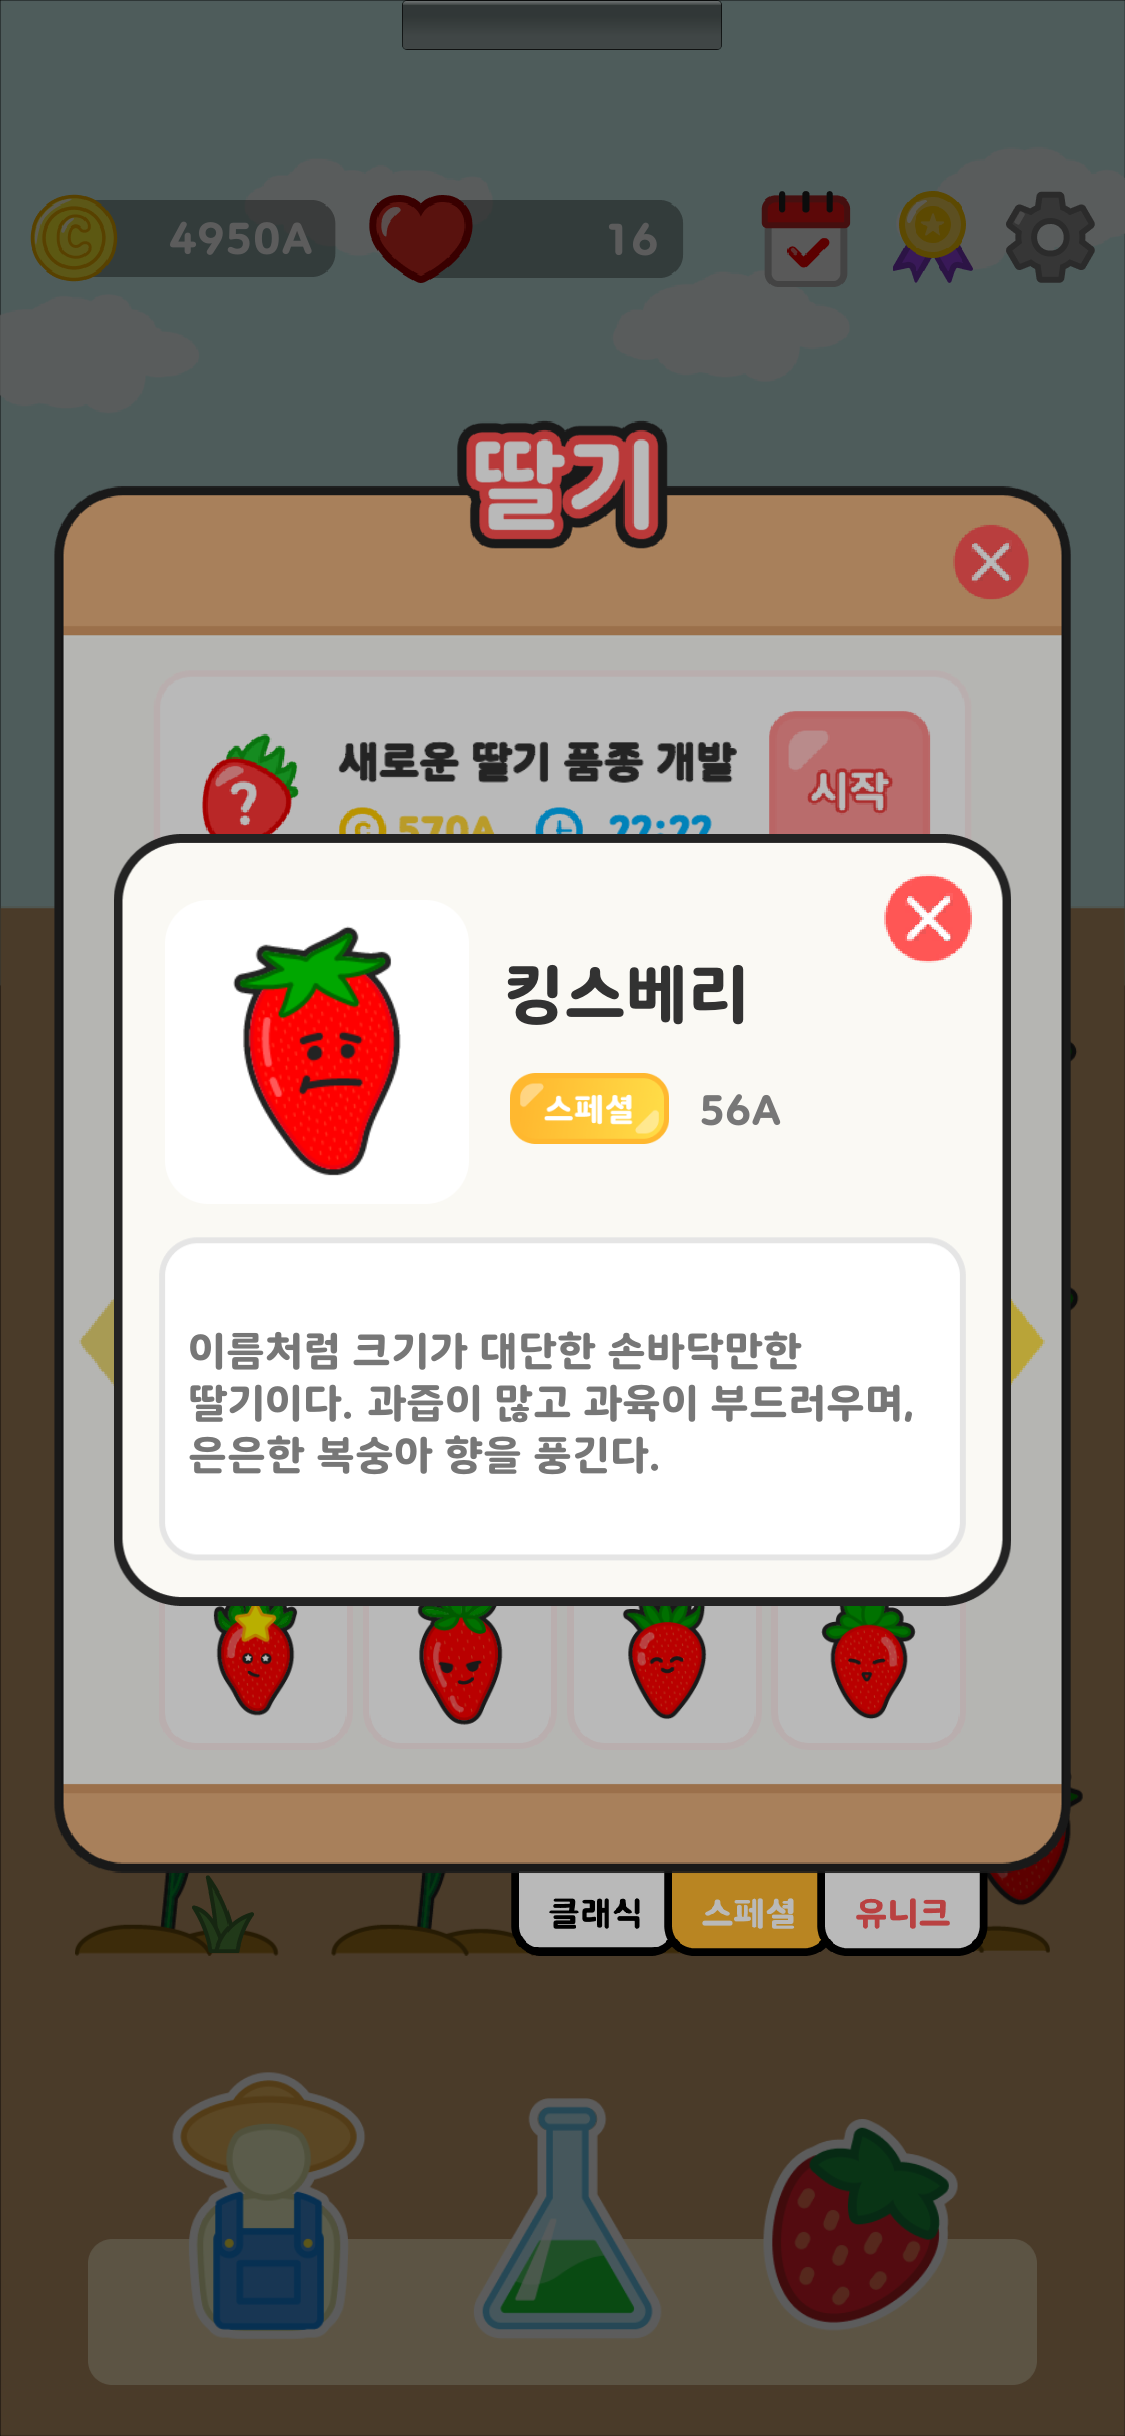 4950A
16
딸기
새로운 딸기 품종 개발
시작
570A
22:22
킹스베리
스페셜
56A
이름처럼 크기가 대단한 손바닥만한
딸기이다. 과즙이 많고 과육이 부드러우며,
은은한 복숭아 향을 풍긴다.
클래식
스페셜
유니크